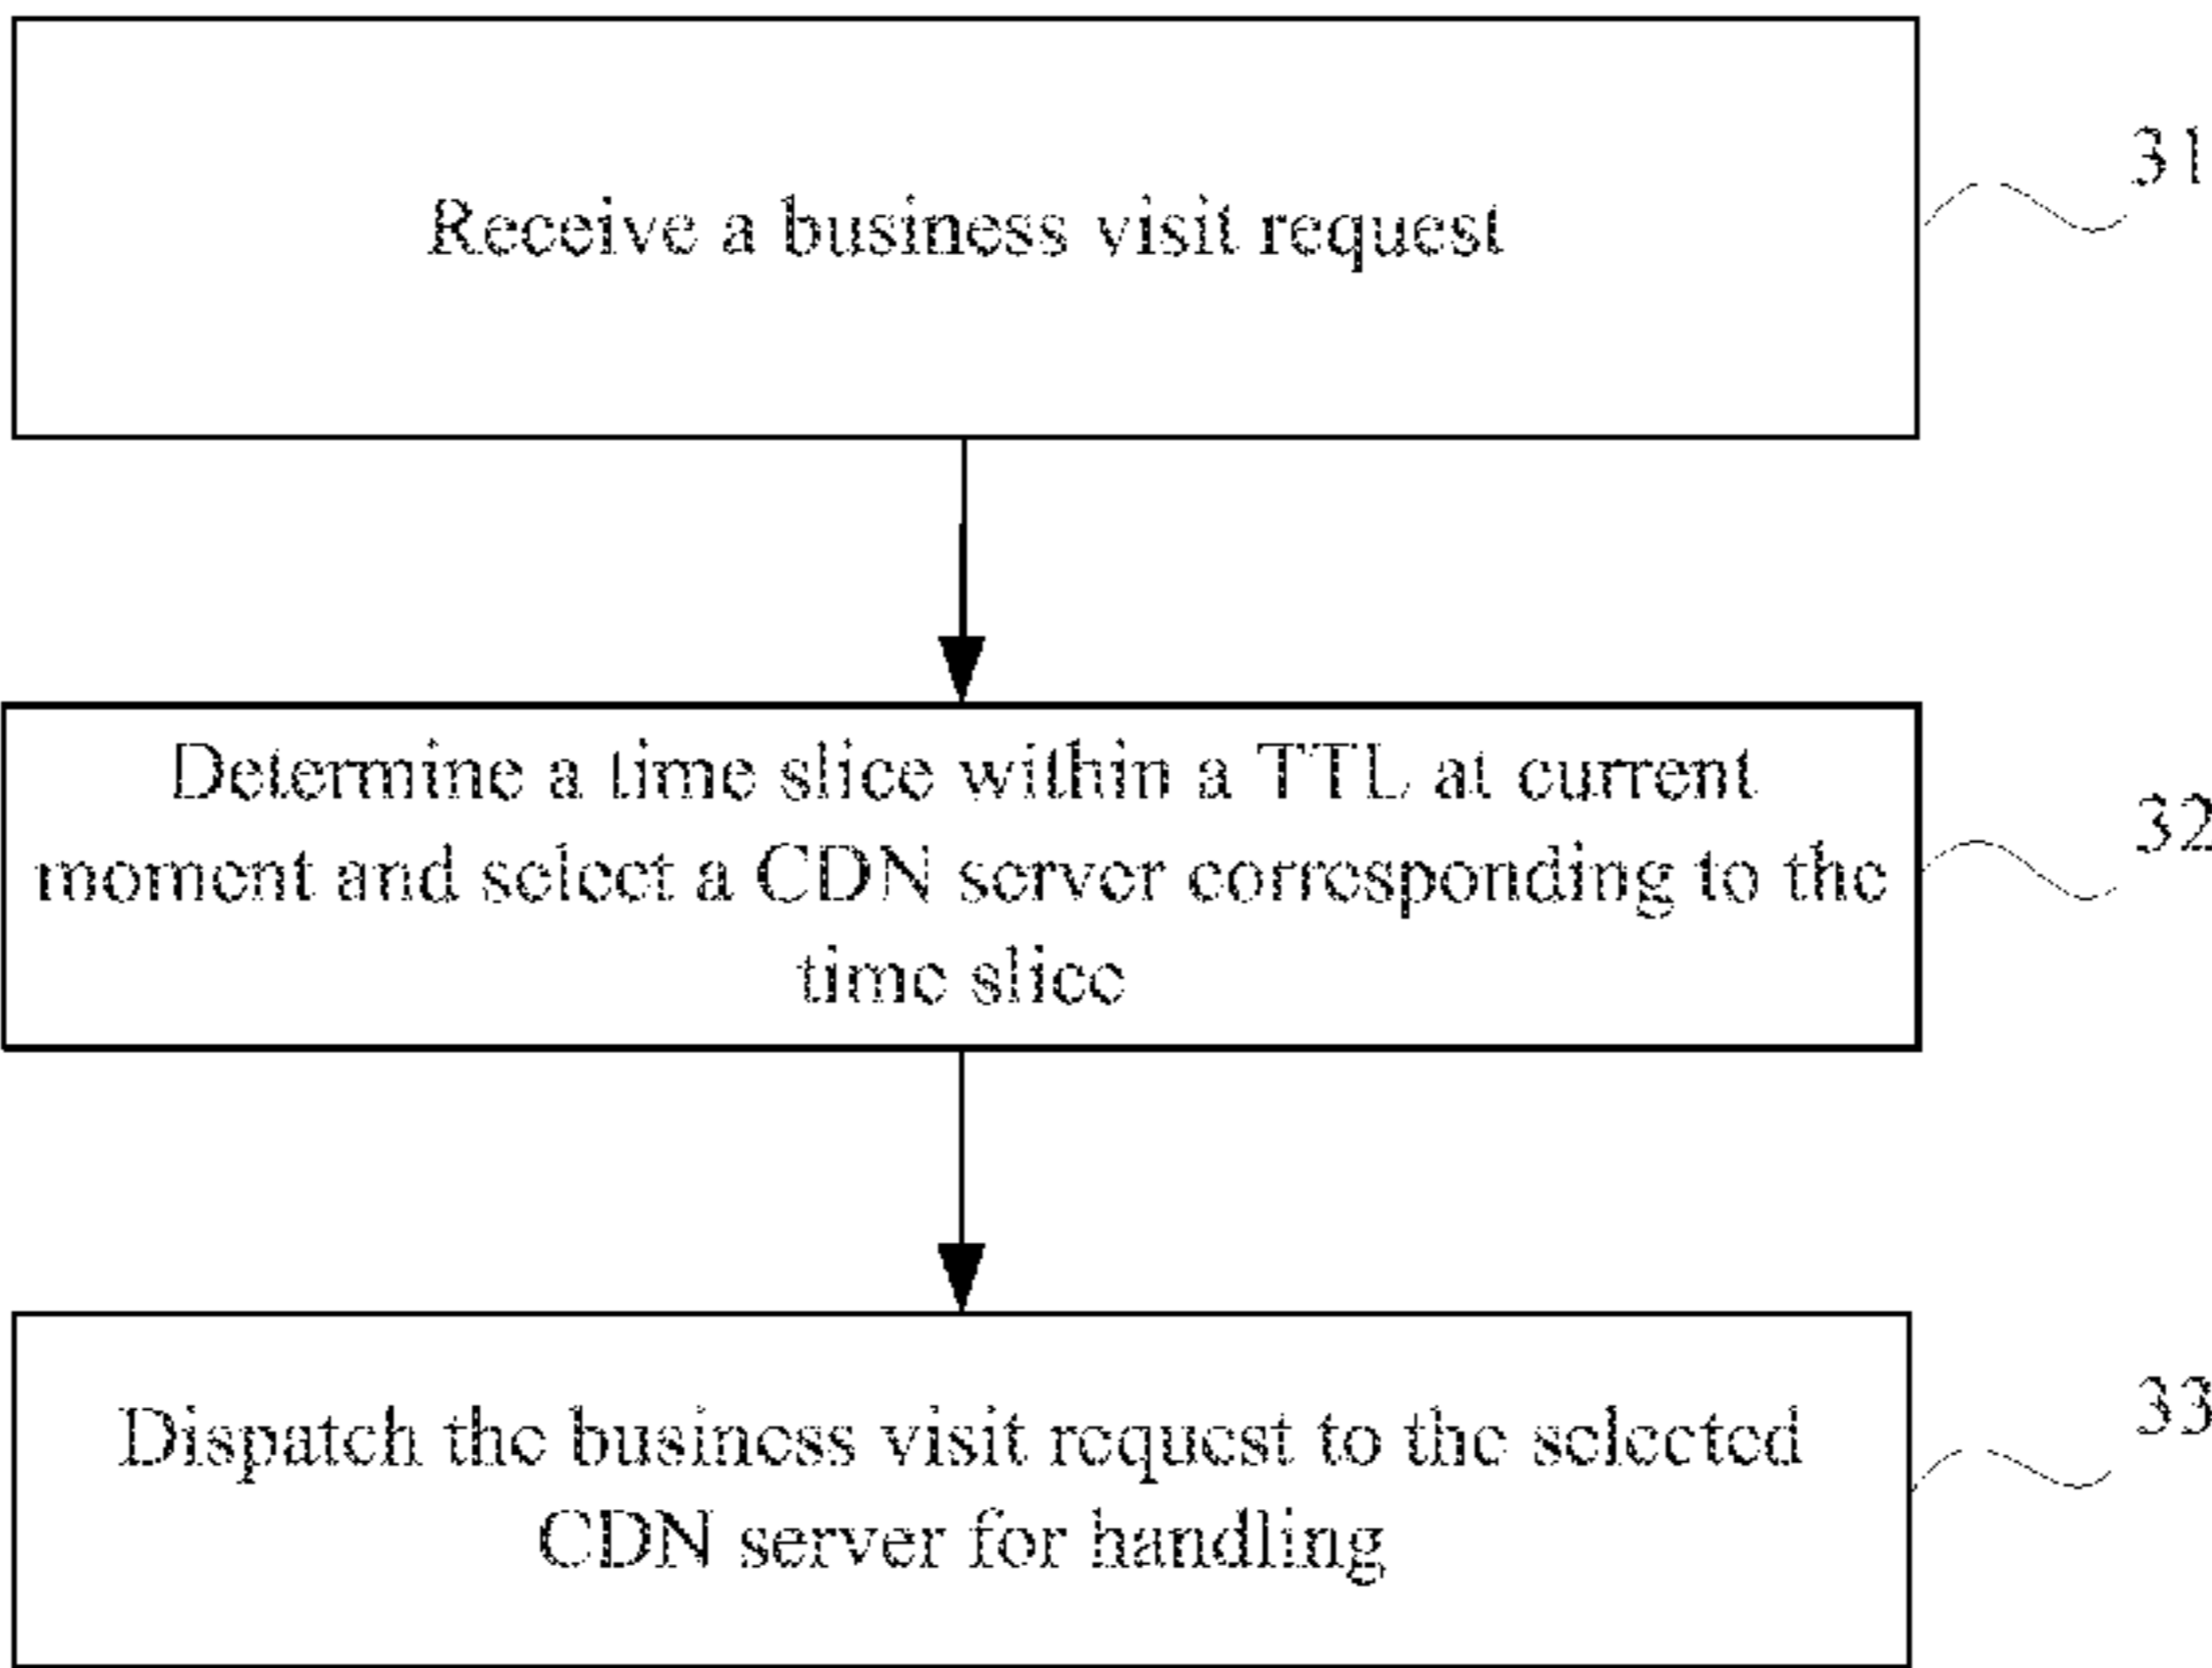 Receive a business visit request
31
Determine a time slice within a TTL at current
moment and select a CDN server corresponding to the
time slice
32
Dispatch the business visit request to the selected
CDN server for handling
33